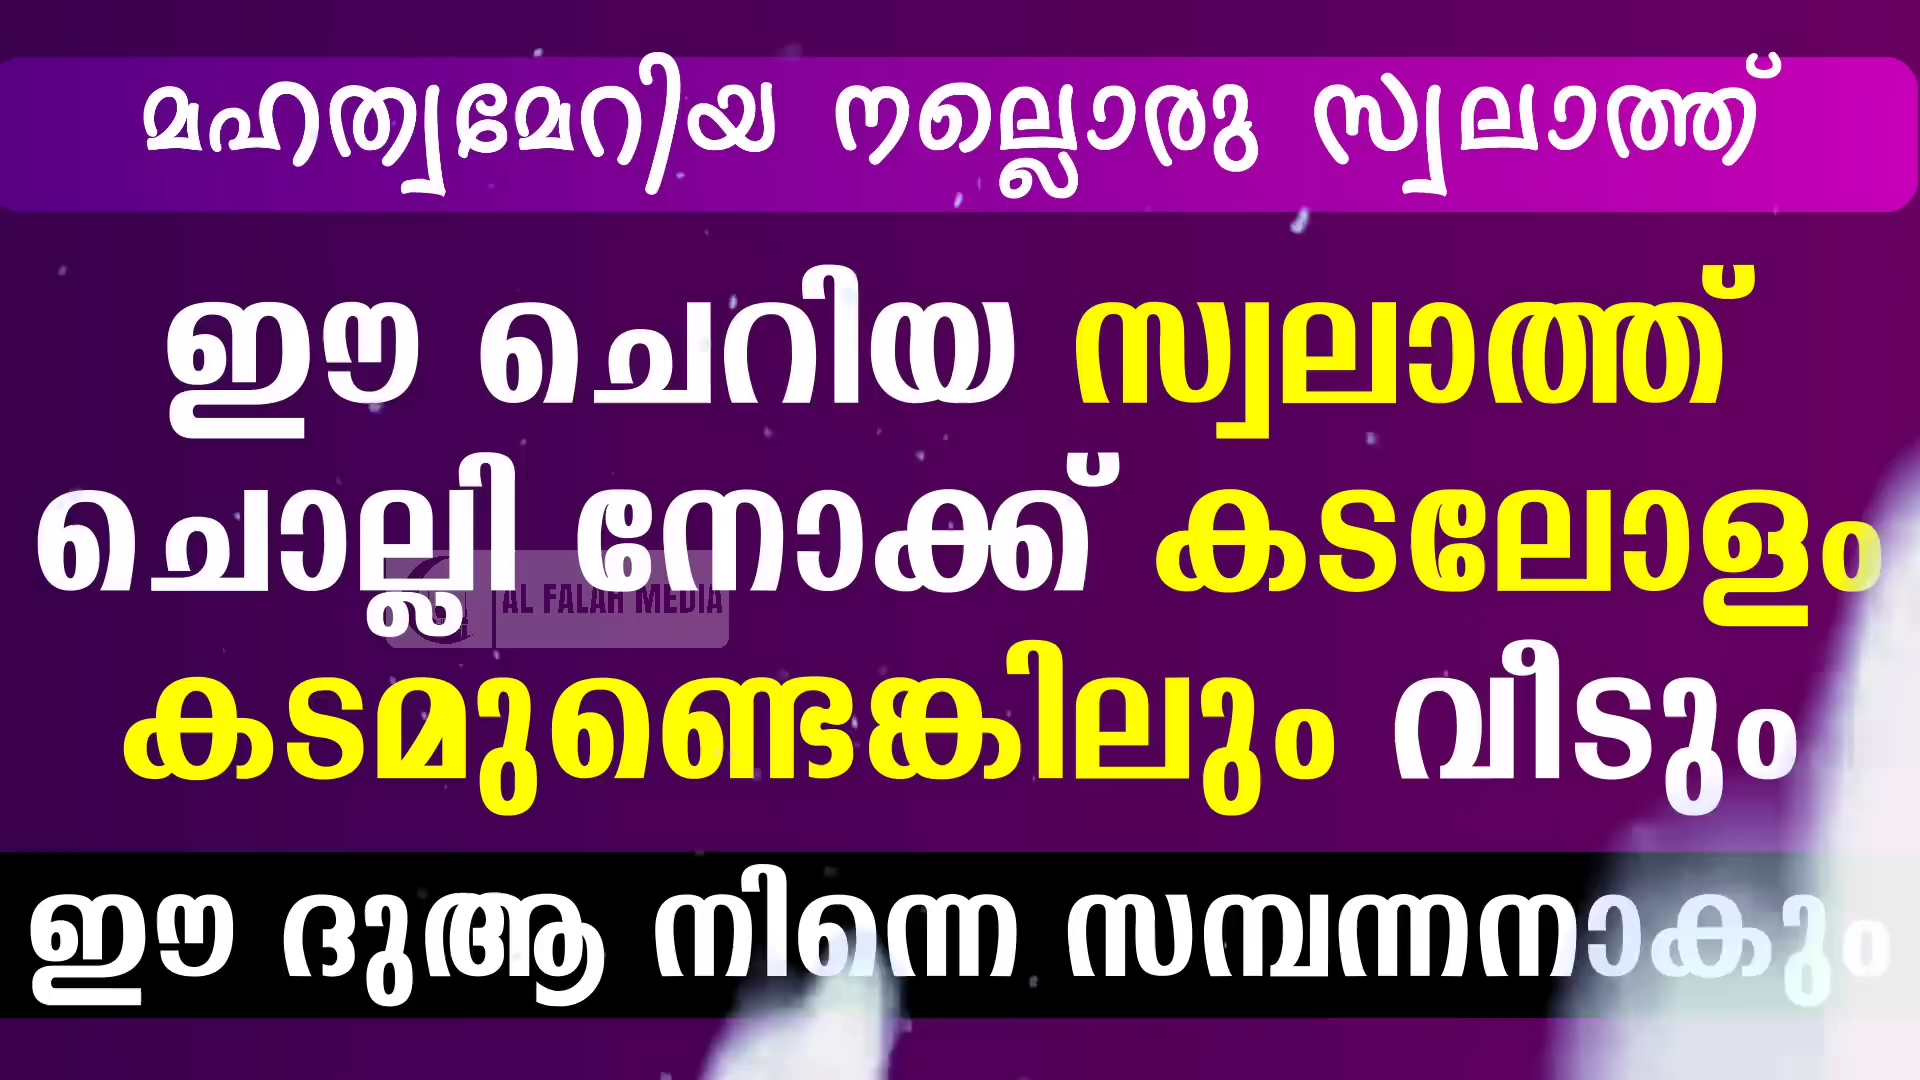 മഹത്വമേറിയ നല്ലൊരു സ്വലാത്ത്
ഈ ചെറിയ സ്വലാത്ത്
ചൊല്ലി നോക്ക് കടലോളം
AL FALAH MEDIA
കടമുണ്ടെങ്കിലും വീടും
ഈ ദുആ നിന്നെ സമ്പന്നനാകും